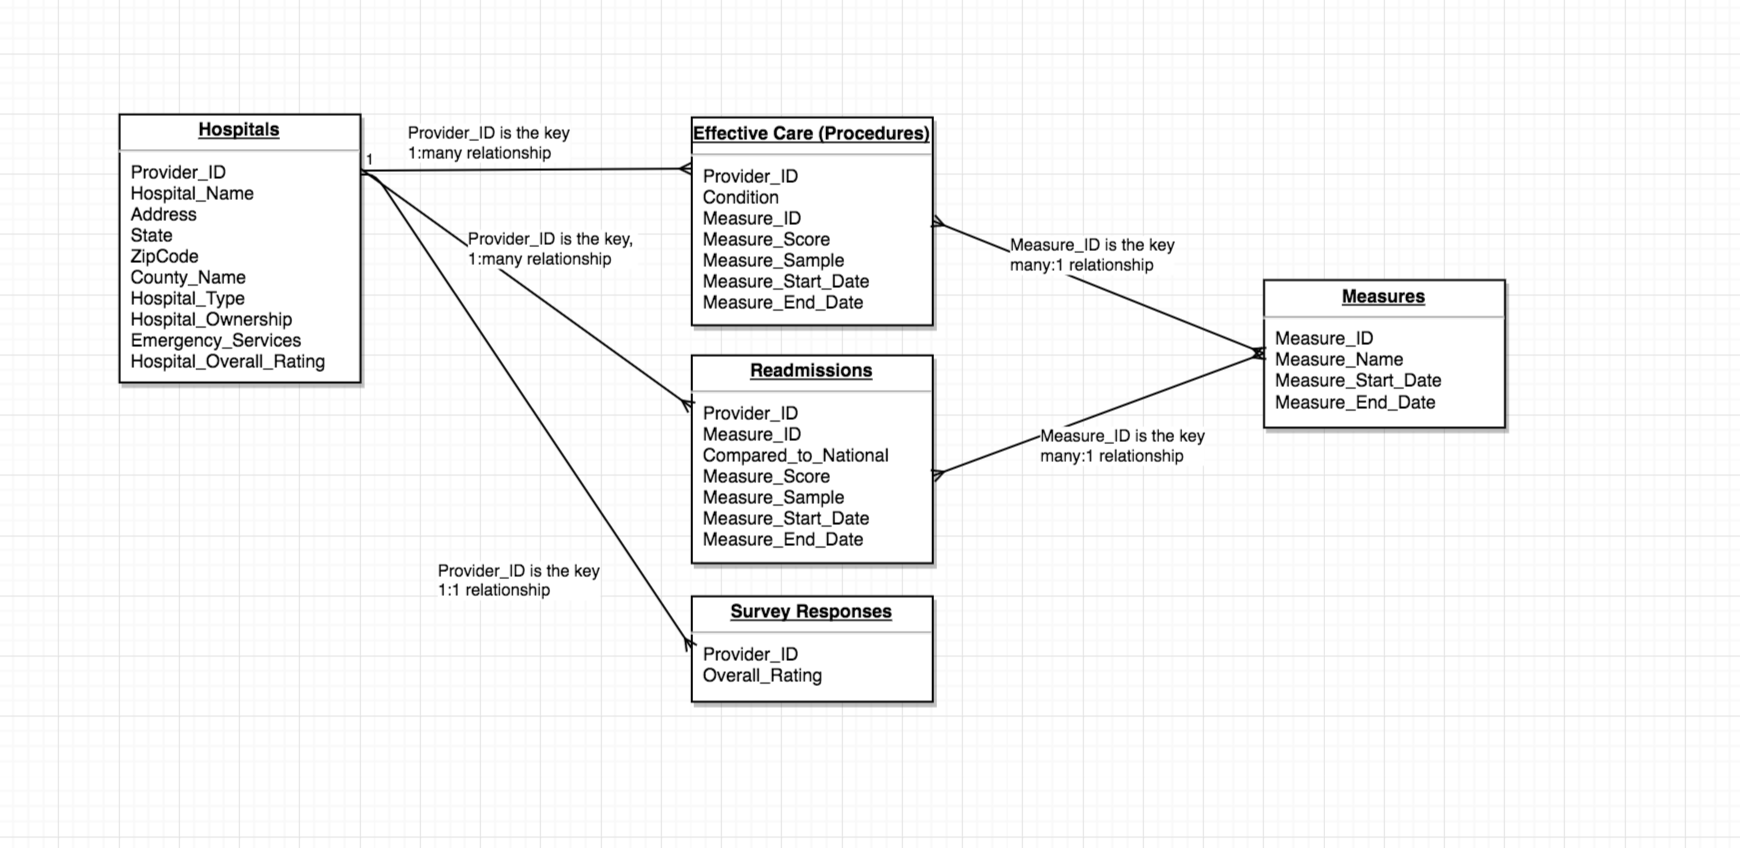 Hospitals
Provider_ID
Hospital_Name
Address
State
ZipCode
County_Name
Hospital_Type
Hospital_Ownership
Emergency_Services
Hospital_Overall_Rating
1
Provider_ID is the key
1:many relationship
Provider_ID is the key,
1:many relationship
Provider_ID is the key
1:1 relationship
Effective Care (Procedures)
Provider_ID
Condition
Measure_ID
Measure_Score
Measure_Sample
Measure_Start_Date
Measure_End_Date
Readmissions
Provider_ID
Measure_ID
Compared_to_National
Measure_Score
Measure_Sample
Measure_Start_Date
Measure_End_Date
Survey Responses
Provider_ID
Overall_Rating
Measure_ID is the key
many:1 relationship
Measure_ID is the key
many:1 relationship
Measures
Measure_ID
Measure_Name
Measure_Start_Date
Measure_End_Date